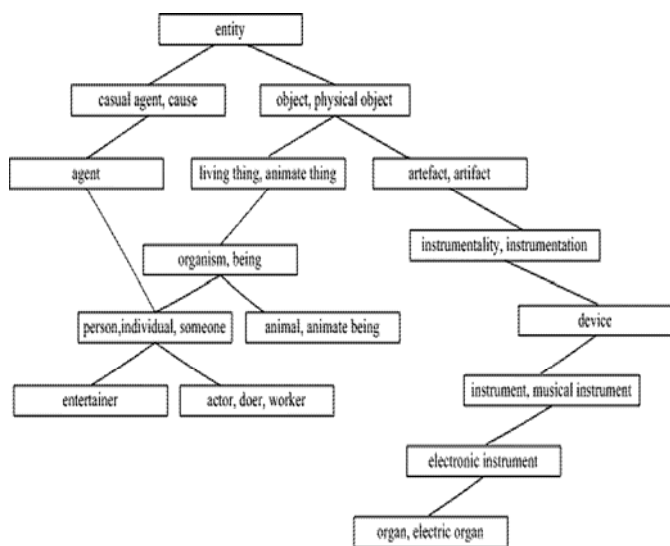 entity
casual agent, cause
object, physical object
agent
living thing, animate thing
artefact, artifact
instrumentality, instrumentation
organism, being
person,individual, someone
animal, animate being
device
instrument, musical instrument
entertainer
actor, doer, worker
electronic instrument
organ, electric organ